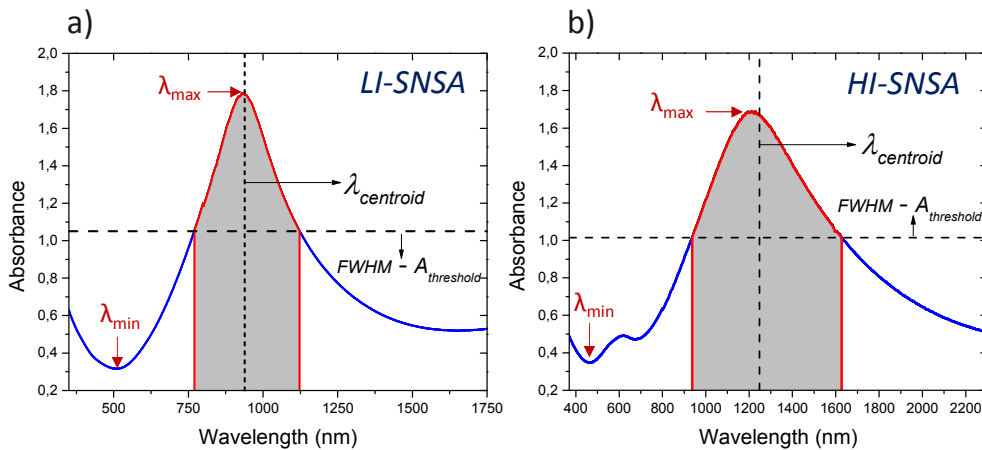 a)
LI-SNSA
λmax
λcentroid
FWHM - Athreshold
λmin
2,0
1,8
1,6
1,4
1,2
1,0
0,8
0,6
0,4
0,2
Absorbance
500 750 1000 1250 1500 1750
Wavelength (nm)
b)
HI-SNSA
λmax
λcentroid
FWHM - Athreshold
λmin
2,0
1,8
1,6
1,4
1,2
1,0
0,8
0,6
0,4
0,2
Absorbance
400 600 800 1000 1200 1400 1600 1800 2000 2200
Wavelength (nm)